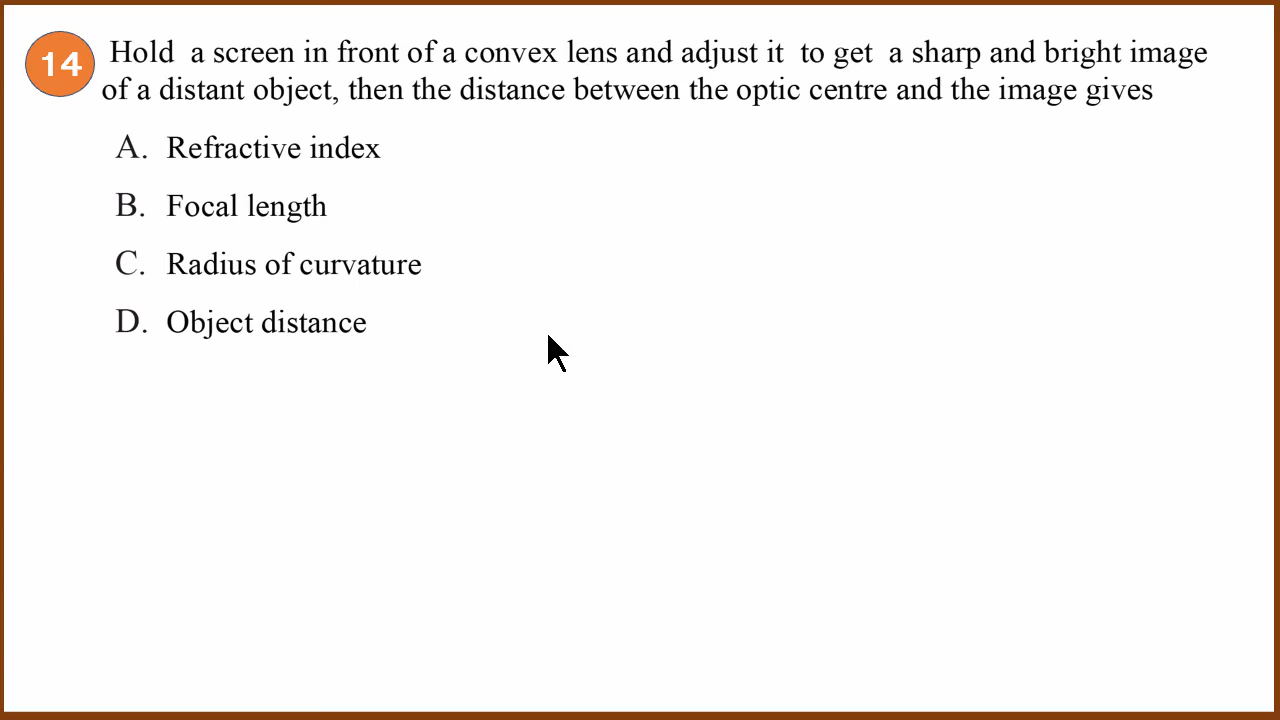 14 Hold a screen in front of a convex lens and adjust it to get a sharp and bright image
of a distant object, then the distance between the optic centre and the image gives
A. Refractive index
B. Focal length
C. Radius of curvature
D. Object distance